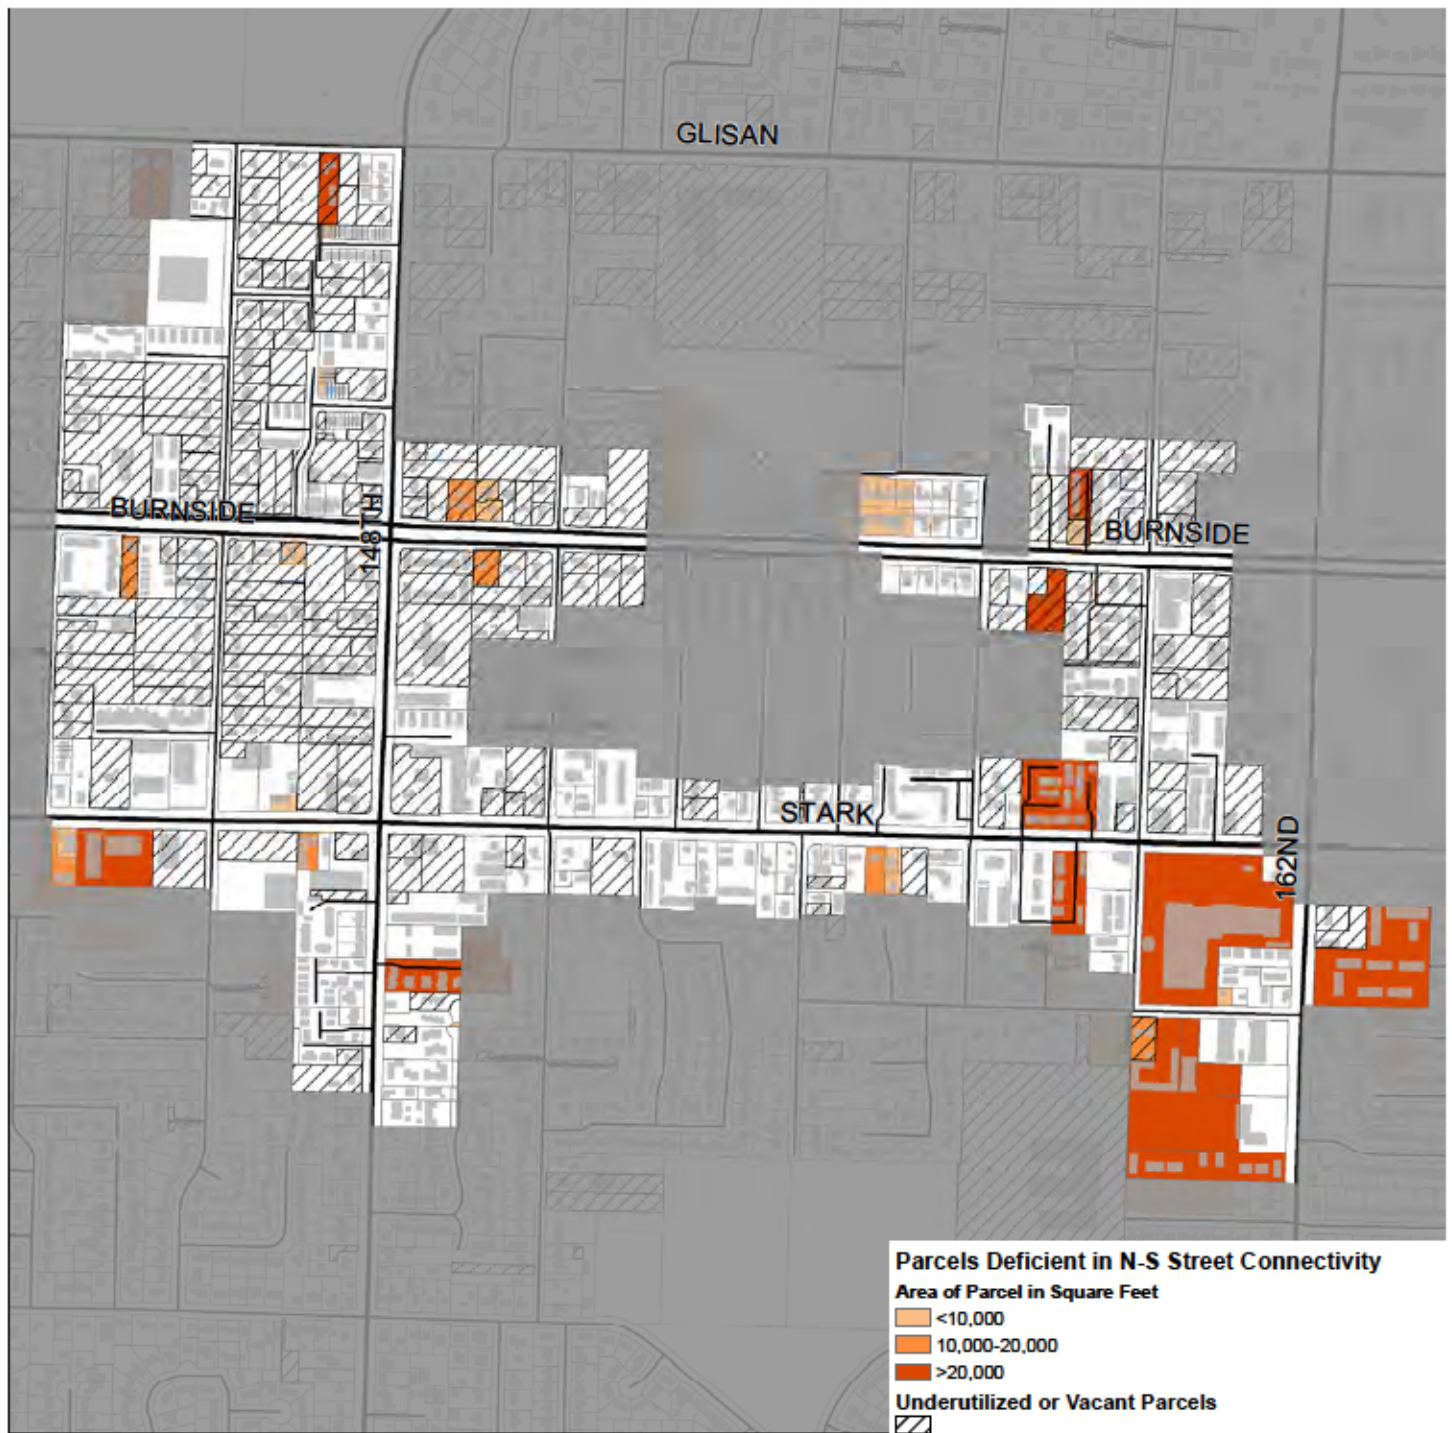 GLISAN
BURNSIDE
148TH
BURNSIDE
STARK
162ND
Parcels Deficient in N-S Street Connectivity
Area of Parcel in Square Feet
<10,000
10,000-20,000
>20,000
Underutilized or Vacant Parcels